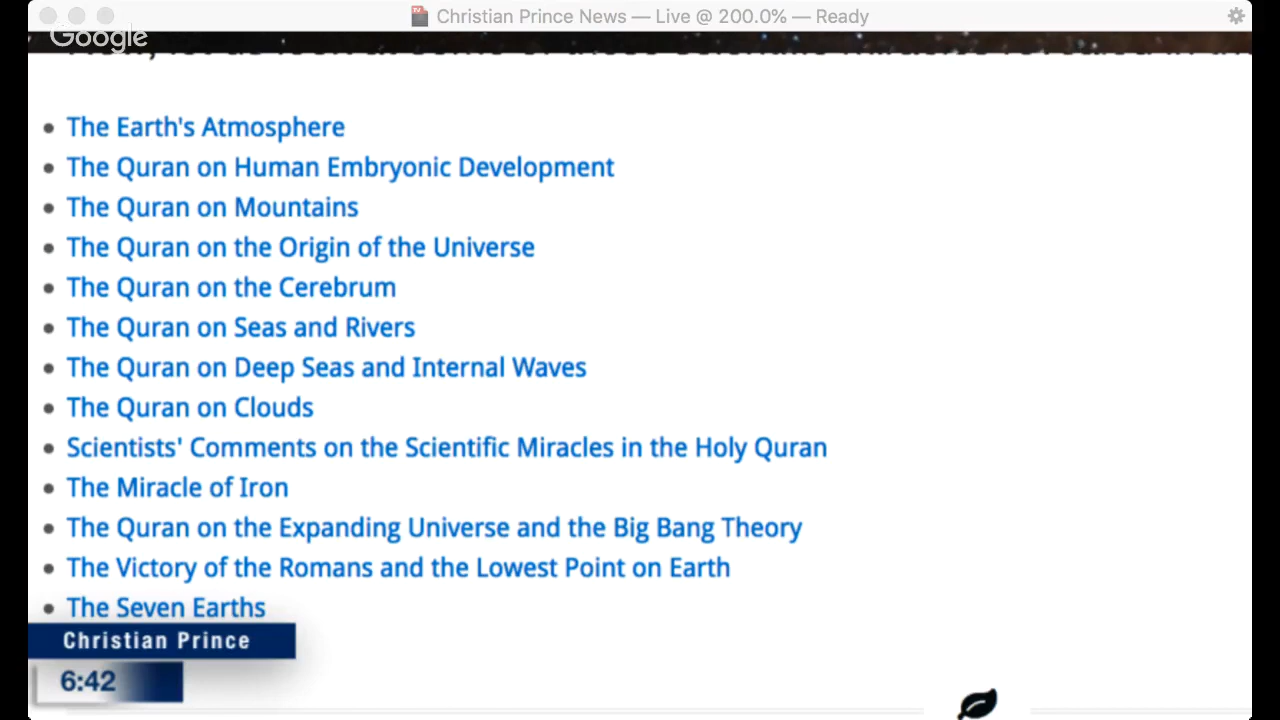 Christian Prince News — Live @ 200.0% — Ready
Google
The Earth's Atmosphere
The Quran on Human Embryonic Development
The Quran on Mountains
The Quran on the Origin of the Universe
The Quran on the Cerebrum
The Quran on Seas and Rivers
The Quran on Deep Seas and Internal Waves
The Quran on Clouds
Scientists' Comments on the Scientific Miracles in the Holy Quran
The Miracle of Iron
The Quran on the Expanding Universe and the Big Bang Theory
The Victory of the Romans and the Lowest Point on Earth
The Seven Earths
Christian Prince
6:42